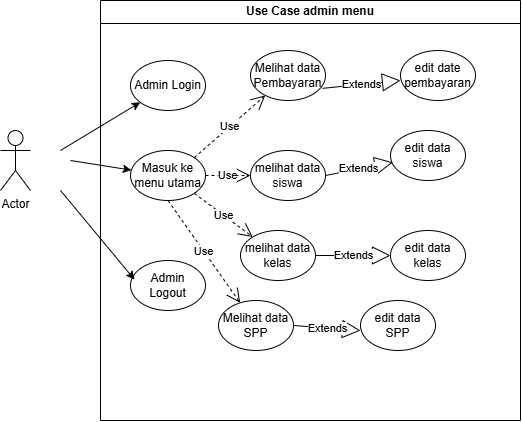 Use Case admin menu
Melihat data
Pembayaran
Extends
edit date
pembayaran
Admin Login
Use
Masuk ke
menu utama
Use
melihat data
siswa
Extends
edit data
siswa
Actor
Use
melihat data
kelas
Extends
edit data
kelas
Use
Admin
Logout
Melihat data
SPP
Extends
edit data
SPP